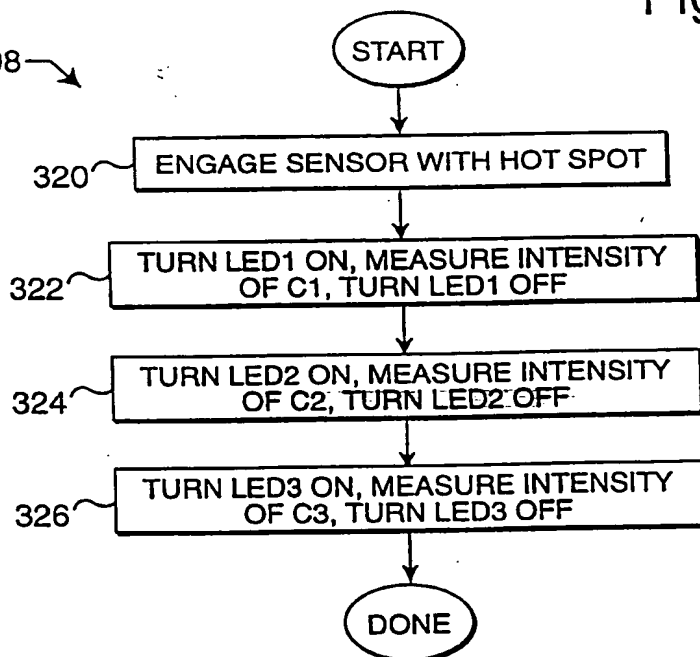 Fig
08
START
320
ENGAGE SENSOR WITH HOT SPOT
322
TURN LED1 ON, MEASURE INTENSITY
OF C1, TURN LED1 OFF
324
TURN LED2 ON, MEASURE INTENSITY
OF C2, TURN LED2 OFF
326
TURN LED3 ON, MEASURE INTENSITY
OF C3, TURN LED3 OFF
DONE